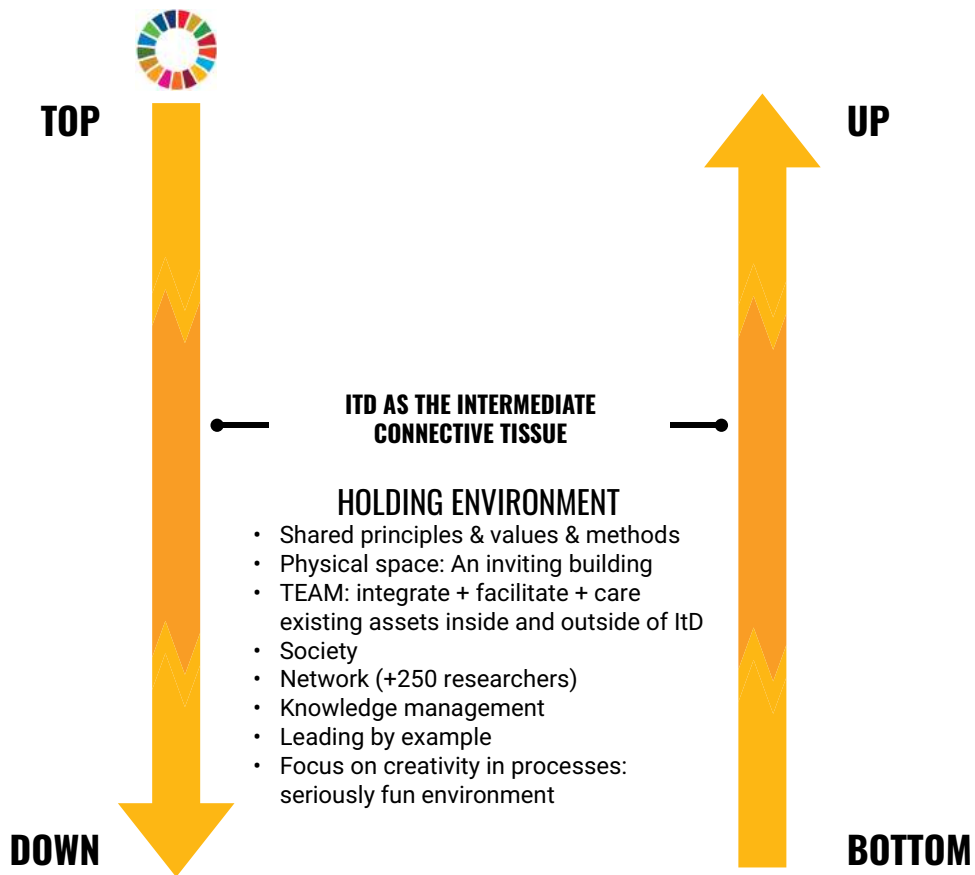 TOP
UP
ITD AS THE INTERMEDIATE
CONNECTIVE TISSUE
HOLDING ENVIRONMENT
• Shared principles & values & methods
• Physical space: An inviting building
• TEAM: integrate + facilitate + care
existing assets inside and outside of ItD
• Society
• Network (+250 researchers)
• Knowledge management
• Leading by example
• Focus on creativity in processes:
seriously fun environment
DOWN
BOTTOM